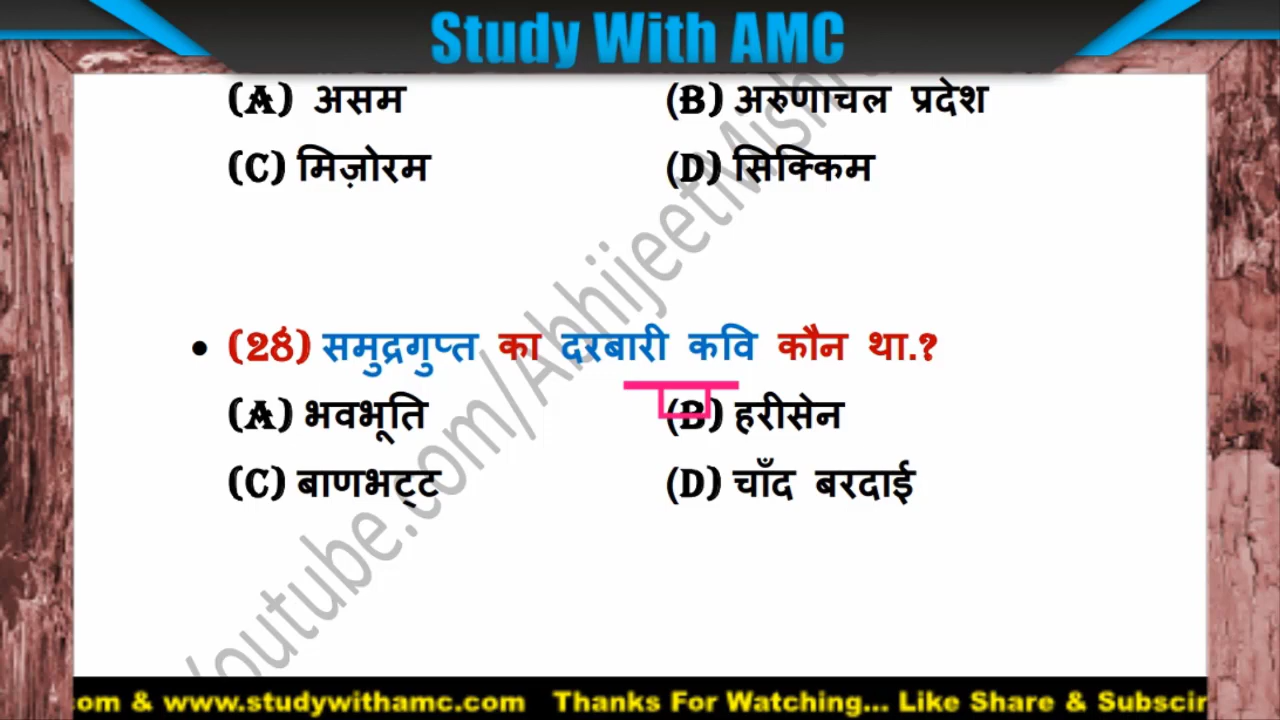 Study With AMC
(A) असम (B) अरुणाचल प्रदेश
(C) मिज़ोरम (D) सिक्किम
• (28) समुद्रगुप्त का दरबारी कवि कौन था.?
(A) भवभूति (B) हरीसेन
(C) बाणभट्ट (D) चाँद बरदाई
Youtube.com/AbhijeetMishr
om & www.studywithamc.com Thanks For Watching... Like Share & Subscir